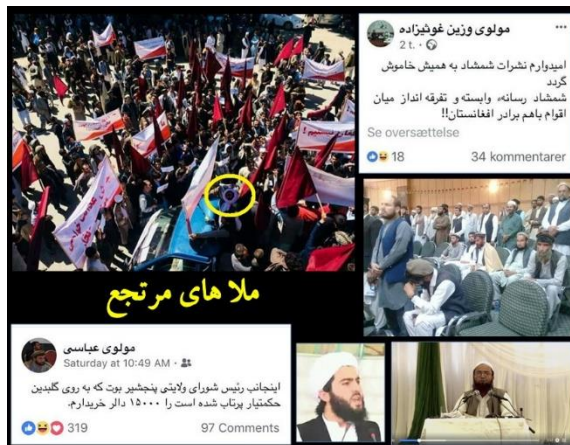 مولوی وزین غوثیزاده
2 t.
امیدوارم نشرات شمشاد به همیش خاموش
گردد
شمشاد رسانهء وابسته و تفرقه انداز میان
اقوام باهم برادر افغانستان!!
Se oversættelse
18
34 kommentarer
ملا های مرتجع
مولوی عباسی
Saturday at 10:49 AM
اینجانب رئیس شورای ولایتی پنجشیر بوت که به روی گلبدین
حکمتیار پرتاب شده است را ۱۵۰۰۰ دالر خریدارم.
319
97 Comments